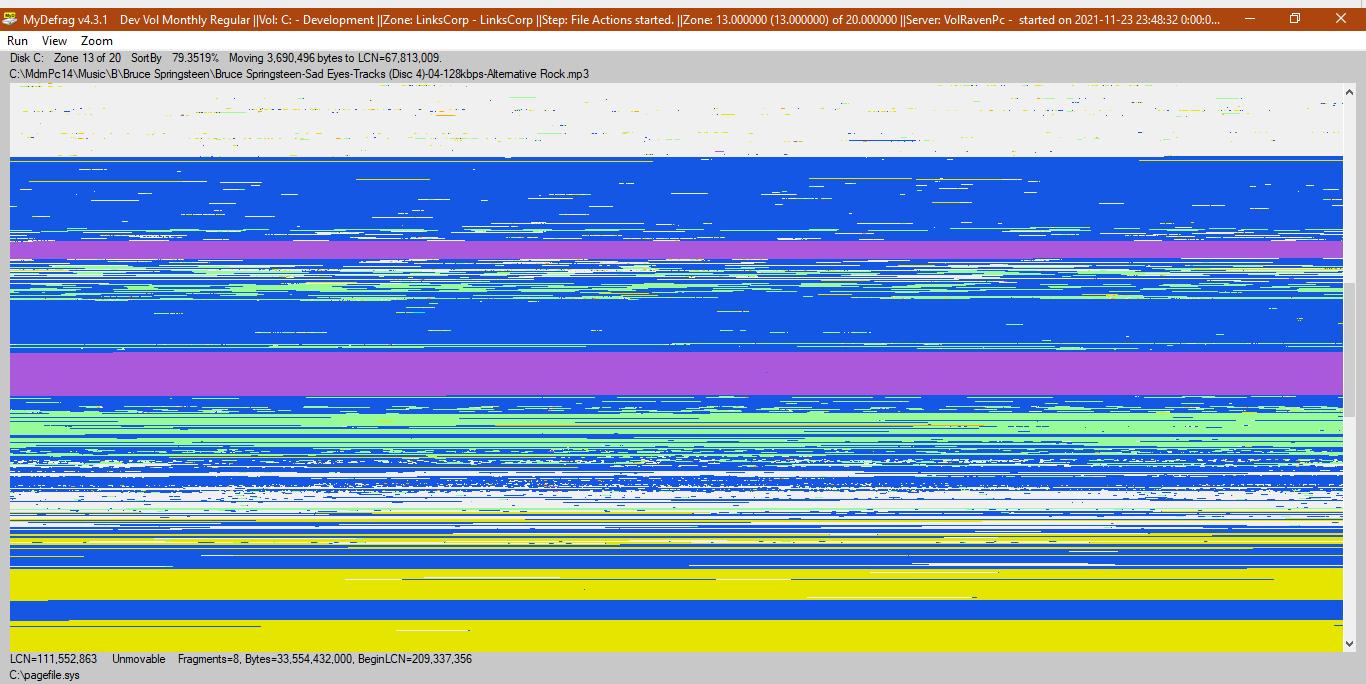 MyDefrag v4.3.1    Dev Vol Monthly Regular ||Vol: C: - Development ||Zone: LinksCorp - LinksCorp ||Step: File Actions started. ||Zone: 13.000000 (13.000000) of 20.000000 ||Server: VolRavenPc -  started on 2021-11-23 23:48:32 0:00:0...
Run View Zoom
Disk C:   Zone 13 of 20   SortBy   79.3519%   Moving 3,690,496 bytes to LCN=67,813,009.
C:\MdmPc14\Music\B\Bruce Springsteen\Bruce Springsteen-Sad Eyes-Tracks (Disc 4)-04-128kbps-Alternative Rock.mp3
LCN=111,552,863    Unmovable   Fragments=8, Bytes=33,554,432,000, BeginLCN=209,337,356
C:\pagefile.sys